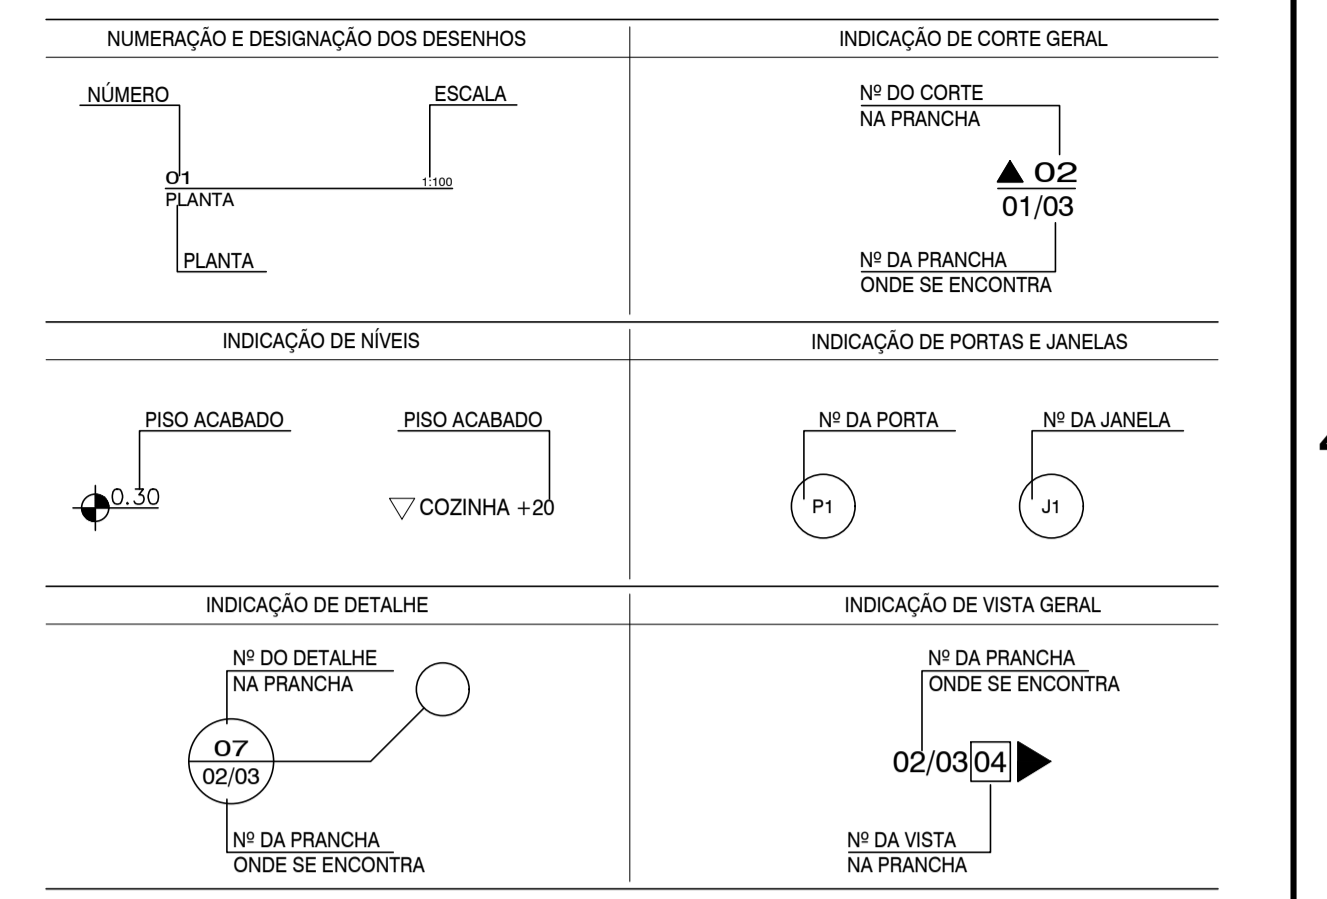 NUMERAÇÃO E DESIGNAÇÃO DOS DESENHOS
NÚMERO
ESCALA
01
1:100
PLANTA
PLANTA
INDICAÇÃO DE CORTE GERAL
Nº DO CORTE
NA PRANCHA
02
01/03
Nº DA PRANCHA
ONDE SE ENCONTRA
INDICAÇÃO DE NÍVEIS
PISO ACABADO
PISO ACABADO
0.30
COZINHA +20
INDICAÇÃO DE PORTAS E JANELAS
Nº DA PORTA
Nº DA JANELA
P1
J1
INDICAÇÃO DE DETALHE
Nº DO DETALHE
NA PRANCHA
07
02/03
Nº DA PRANCHA
ONDE SE ENCONTRA
INDICAÇÃO DE VISTA GERAL
Nº DA PRANCHA
ONDE SE ENCONTRA
02/03 04
Nº DA VISTA
NA PRANCHA